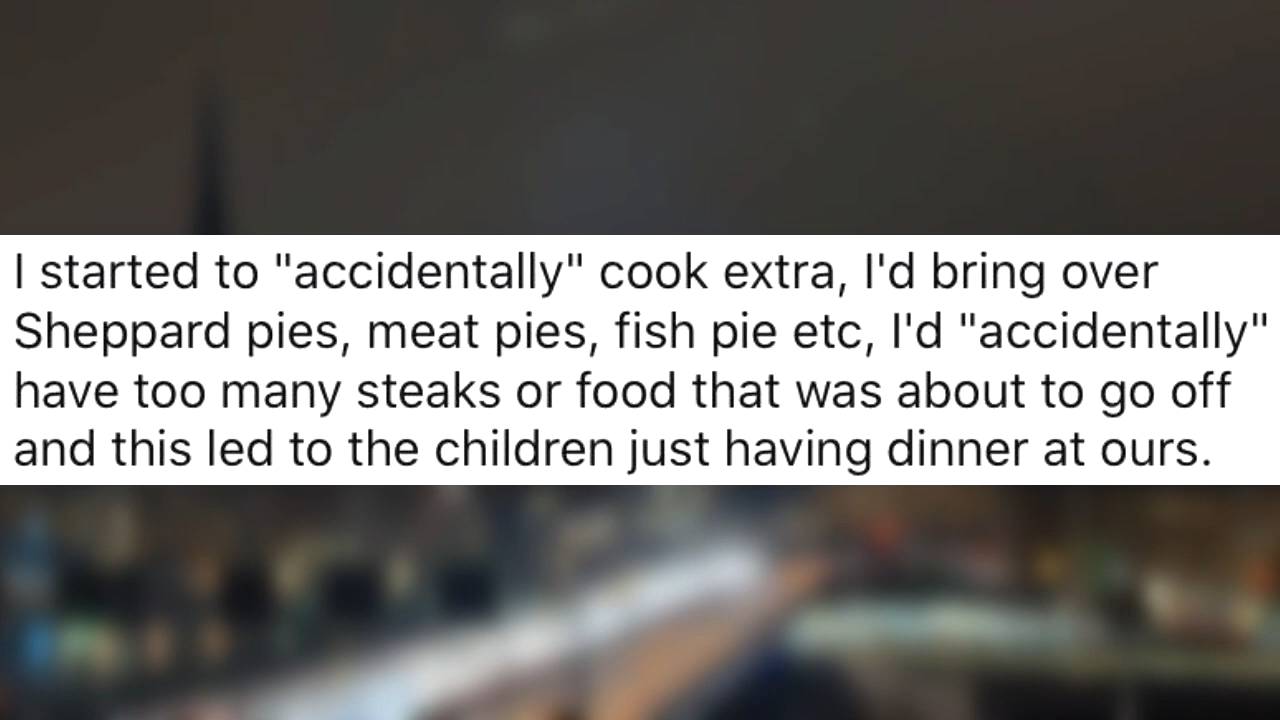 I started to "accidentally" cook extra, I'd bring over
Sheppard pies, meat pies, fish pie etc, I'd "accidentally"
have too many steaks or food that was about to go off
and this led to the children just having dinner at ours.